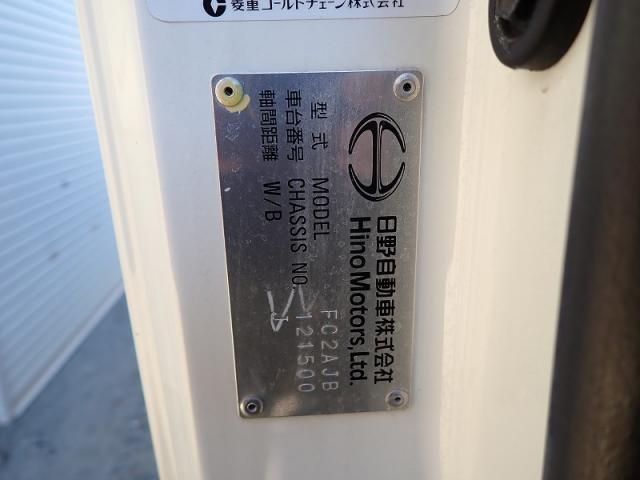 菱重コールドチェーン株式会社
日野自動車株式会社
Hino Motors, Ltd.
型式 MODEL FC2AJB
車台番号 CHASSIS NO. 121500
軸間距離 W/B J